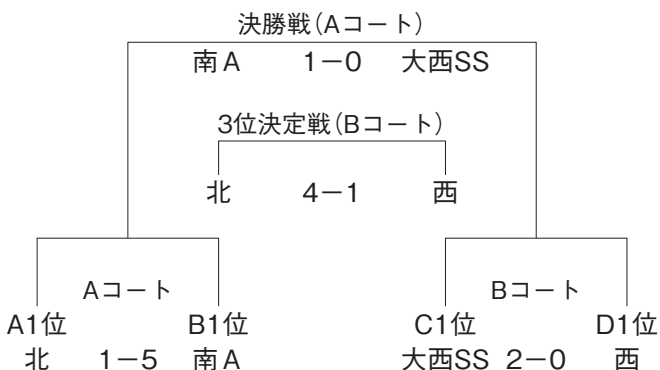 決勝戦(Aコート)
南A 1−0 大西SS
3位決定戦(Bコート)
北 4−1 西
Aコート Bコート
A1位 B1位 C1位 D1位
北 1−5 南A 大西SS 2−0 西